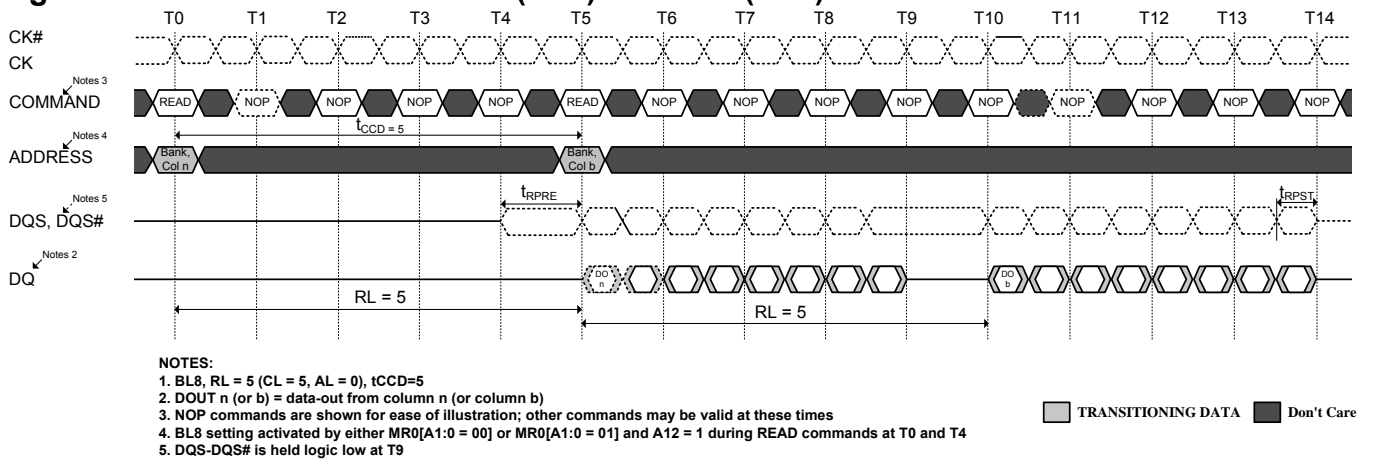 T0 T1 T2 T3 T4 T5 T6 T7 T8 T9 T10 T11 T12 T13 T14
CK#
CK
Notes 3
COMMAND READ NOP NOP NOP NOP READ NOP NOP NOP NOP NOP NOP NOP NOP NOP
tCCD = 5
Notes 4
ADDRESS Bank, Col n Bank, Col b
tRPRE tRPST
Notes 5
DQS, DQS#
Notes 2
DQ DO n DO b
RL = 5
RL = 5
NOTES:
1. BL8, RL = 5 (CL = 5, AL = 0), tCCD=5
2. DOUT n (or b) = data-out from column n (or column b)
3. NOP commands are shown for ease of illustration; other commands may be valid at these times
4. BL8 setting activated by either MR0[A1:0 = 00] or MR0[A1:0 = 01] and A12 = 1 during READ commands at T0 and T4
5. DQS-DQS# is held logic low at T9
TRANSITIONING DATA Don't Care